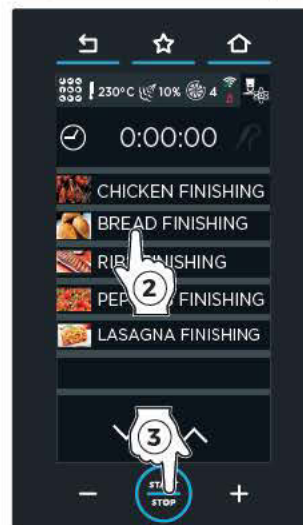 230°C 10% 4
0:00:00
CHICKEN FINISHING
BREAD FINISHING
FINISHING
FINISHING
LASAGNA FINISHING
2
3
STOP